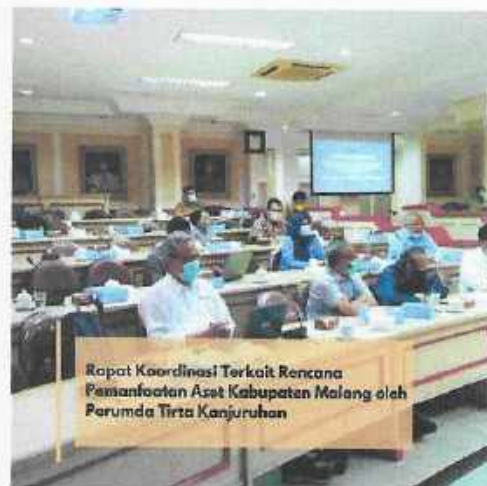 Rapat Koordinasi Terkait Rencana
Pemanfaatan Aset Kabupaten Malang oleh
Perumda Tirta Kanjuruhan